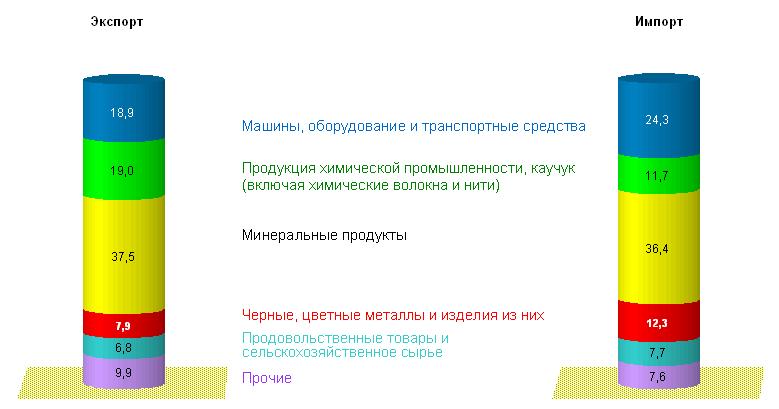 Экспорт
Импорт
18,9
19,0
37,5
7,9
6,8
9,9
Машины, оборудование и транспортные средства
Продукция химической промышленности, каучук
(включая химические волокна и нити)
Минеральные продукты
Черные, цветные металлы и изделия из них
Продовольственные товары и
сельскохозяйственное сырье
Прочие
24,3
11,7
36,4
12,3
7,7
7,6